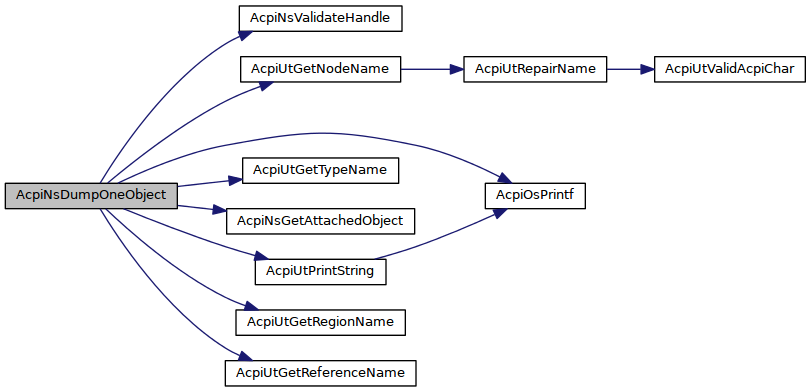 AcpiNsValidateHandle
AcpiUtGetNodeName
AcpiUtRepairName
AcpiUtValidAcpiChar
AcpiUtGetTypeName
AcpiNsDumpOneObject
AcpiOsPrintf
AcpiNsGetAttachedObject
AcpiUtPrintString
AcpiUtGetRegionName
AcpiUtGetReferenceName